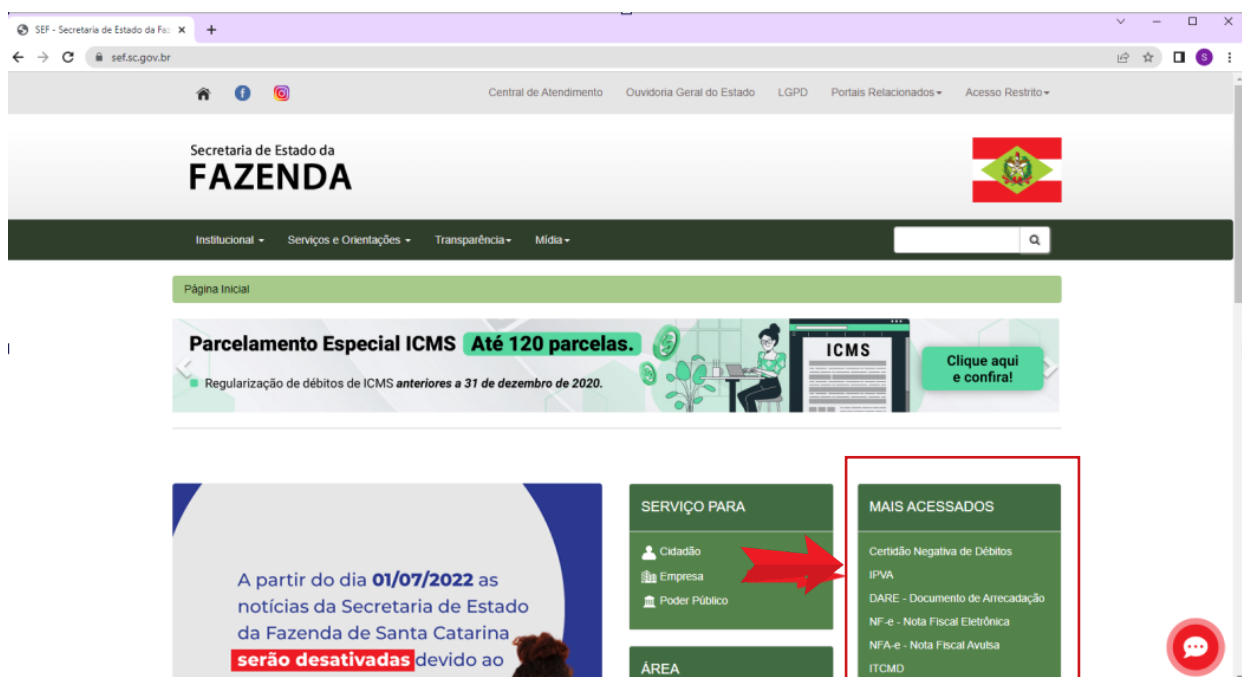 SEF - Secretaria de Estado da Fa
sef.sc.gov.br
S
Central de Atendimento Ouvidoria Geral do Estado LGPD Portais Relacionados Acesso Restrito
Secretaria de Estado da
FAZENDA
Institucional Serviços e Orientações Transparência Mídia
Página Inicial
Parcelamento Especial ICMS Até 120 parcelas.
Regularização de débitos de ICMS anteriores a 31 de dezembro de 2020.
ICMS
Clique aqui
e confira!
A partir do dia 01/07/2022 as
notícias da Secretaria de Estado
da Fazenda de Santa Catarina
serão desativadas devido ao
SERVIÇO PARA
Cidadão
Empresa
Poder Público
ÁREA
MAIS ACESSADOS
Certidão Negativa de Débitos
IPVA
DARE - Documento de Arrecadação
NF-e - Nota Fiscal Eletrônica
NFA-e - Nota Fiscal Avulsa
ITCMD